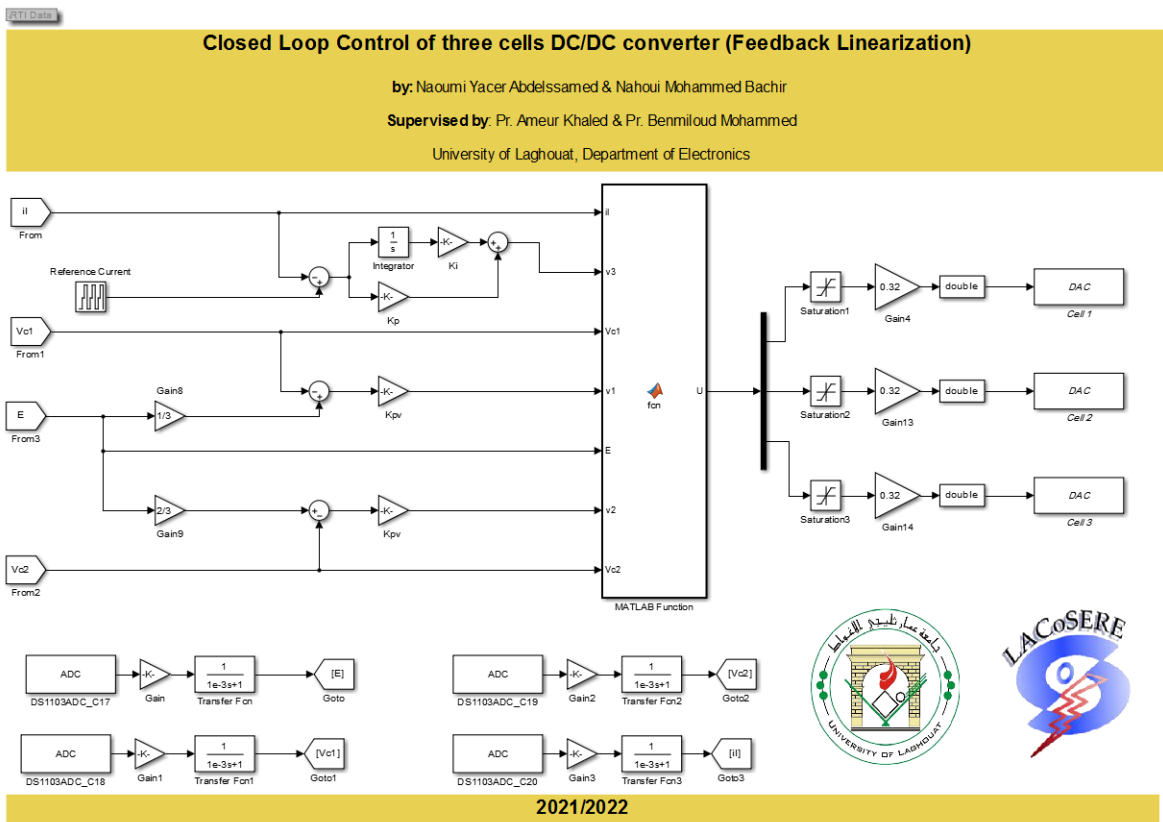 RTI Data
Closed Loop Control of three cells DC/DC converter (Feedback Linearization)
by: Naoumi Yacer Abdelssamed & Nahoui Mohammed Bachir
Supervised by: Pr. Ameur Khaled & Pr. Benmiloud Mohammed
University of Laghouat, Department of Electronics
il
From
Reference Current
1
s
Integrator
-K-
Ki
-K-
Kp
Vc1
From1
Gain8
1/3
-K-
Kpv
E
From3
2/3
Gain9
-K-
Kpv
Vc2
From2
il
v3
Vc1
v1
E
v2
Vc2
fcn
U
MATLAB Function
Saturation1
0.32
Gain4
double
DAC
Cell 1
Saturation2
0.32
Gain13
double
DAC
Cell 2
Saturation3
0.32
Gain14
double
DAC
Cell 3
ADC
DS1103ADC_C17
-K-
Gain
1
1e-3s+1
Transfer Fcn
[E]
Goto
ADC
DS1103ADC_C19
-K-
Gain2
1
1e-3s+1
Transfer Fcn2
[Vc2]
Goto2
ADC
DS1103ADC_C18
-K-
Gain1
1
1e-3s+1
Transfer Fcn1
[Vc1]
Goto1
ADC
DS1103ADC_C20
-K-
Gain3
1
1e-3s+1
Transfer Fcn3
[il]
Goto3
جامعة عمار ثليجي الاغواط
UNIVERSITY OF LAGHOUAT
LACoSERE
2021/2022